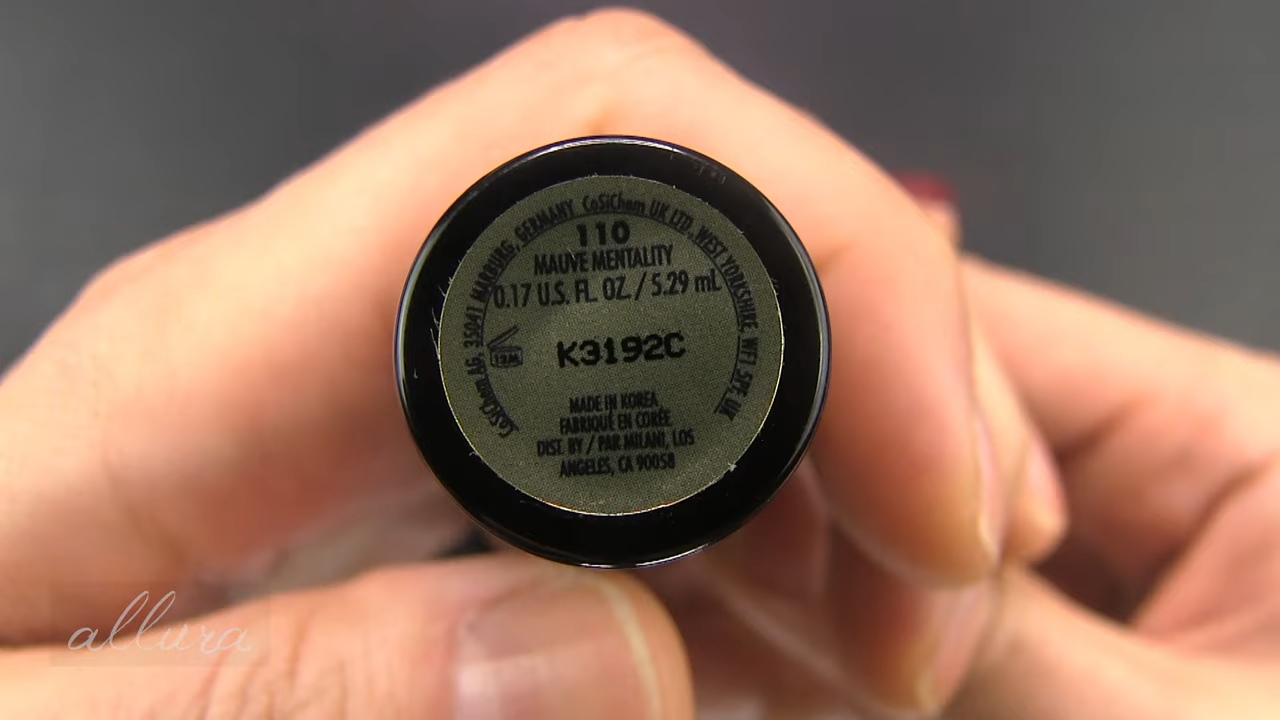 CoSiChem AG, 35041 MARBURG, GERMANY CoSiChem UK LTD, WEST YORKSHIRE, WF1 5PF, UK
110
MAUVE MENTALITY
0.17 U.S. FL. OZ. / 5.29 mL
12M
K3192C
MADE IN KOREA
FABRIQUÉ EN CORÉE
DIST. BY / PAR MILANI, LOS
ANGELES, CA 90058
allura